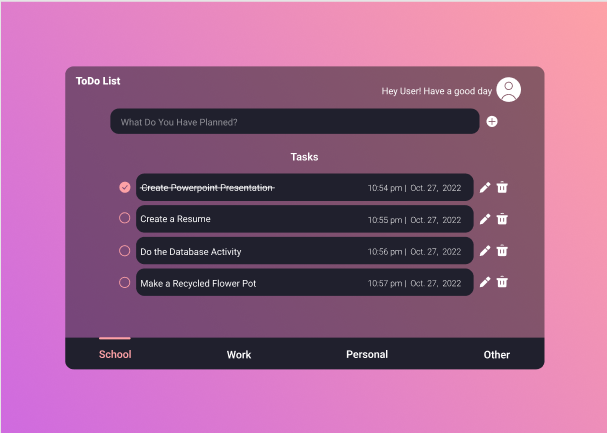 ToDo List
Hey User! Have a good day
What Do You Have Planned?
Tasks
Create Powerpoint Presentation 10:54 pm | Oct. 27, 2022
Create a Resume 10:55 pm | Oct. 27, 2022
Do the Database Activity 10:56 pm | Oct. 27, 2022
Make a Recycled Flower Pot 10:57 pm | Oct. 27, 2022
School Work Personal Other